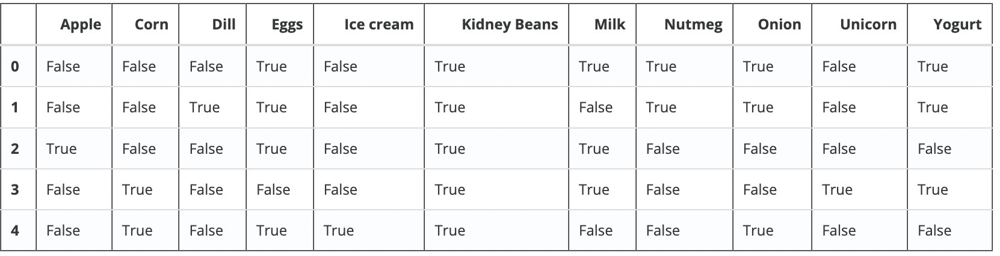 Apple Corn Dill Eggs Ice cream Kidney Beans Milk Nutmeg Onion Unicorn Yogurt
0 False False False True False True True True True False True
1 False False True True False True False True True False True
2 True False False True False True True False False False False
3 False True False False False True True False False True True
4 False True False True True True False False True False False